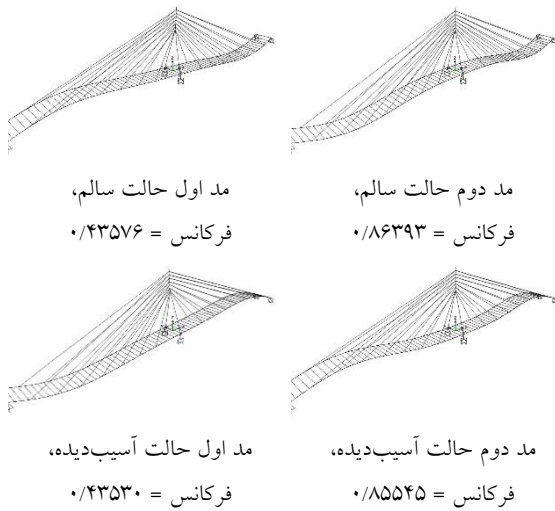 مد دوم حالت سالم،
فرکانس = ۰/۸۶۳۹۳
مد اول حالت سالم،
فرکانس = ۰/۴۳۵۷۶
مد دوم حالت آسیب‌دیده،
فرکانس = ۰/۸۵۵۴۵
مد اول حالت آسیب‌دیده،
فرکانس = ۰/۴۳۵۳۰